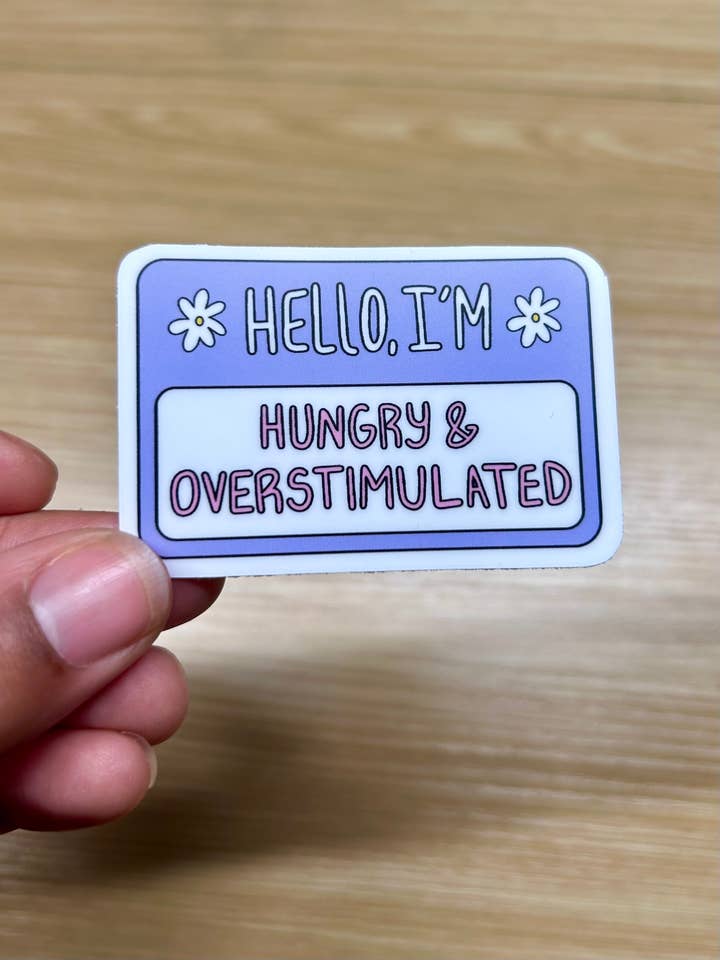 HELLO, I'M
HUNGRY &
OVERSTIMULATED